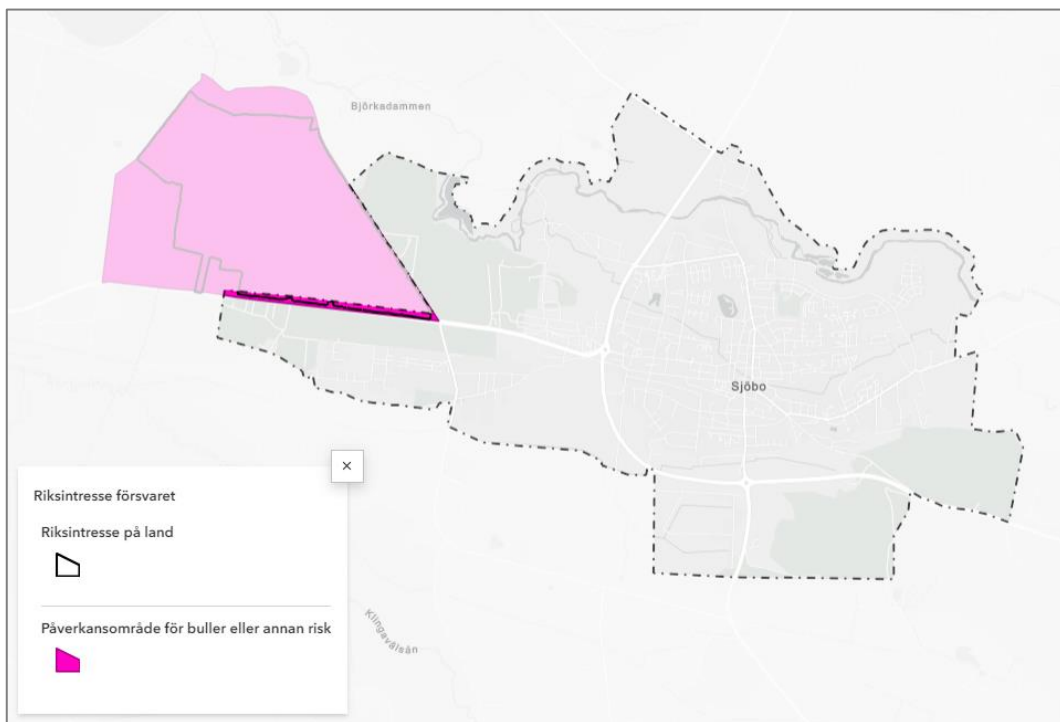 Björkadammen
Sjöbo
×
Riksintresse försvaret
Riksintresse på land
Påverkansområde för buller eller annan risk
Klingavälsån